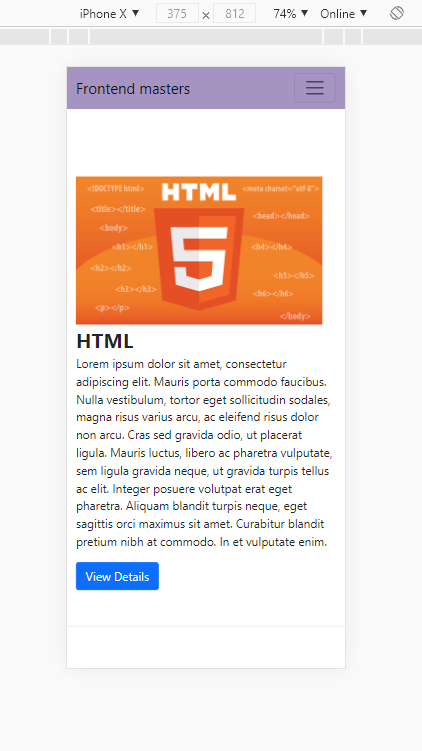 iPhone X ▼ 375 × 812 74% ▼ Online ▼
Frontend masters
<!DOCTYPE html> HTML <meta charset="utf-8">
<title></title> <head></head>
<body>
<h1></h1> <h4></h4>
<h2></h2> <h5></h5>
<h3></h3> <h6></h6>
<p></p> </body>
5
HTML
Lorem ipsum dolor sit amet, consectetur
adipiscing elit. Mauris porta commodo faucibus.
Nulla vestibulum, tortor eget sollicitudin sodales,
magna risus varius arcu, ac eleifend risus dolor
non arcu. Cras sed gravida odio, ut placerat
ligula. Mauris luctus, libero ac pharetra vulputate,
sem ligula gravida neque, ut gravida turpis tellus
ac elit. Integer posuere volutpat erat eget
pharetra. Aliquam blandit turpis neque, eget
sagittis orci maximus sit amet. Curabitur blandit
pretium nibh at commodo. In et vulputate enim.
View Details